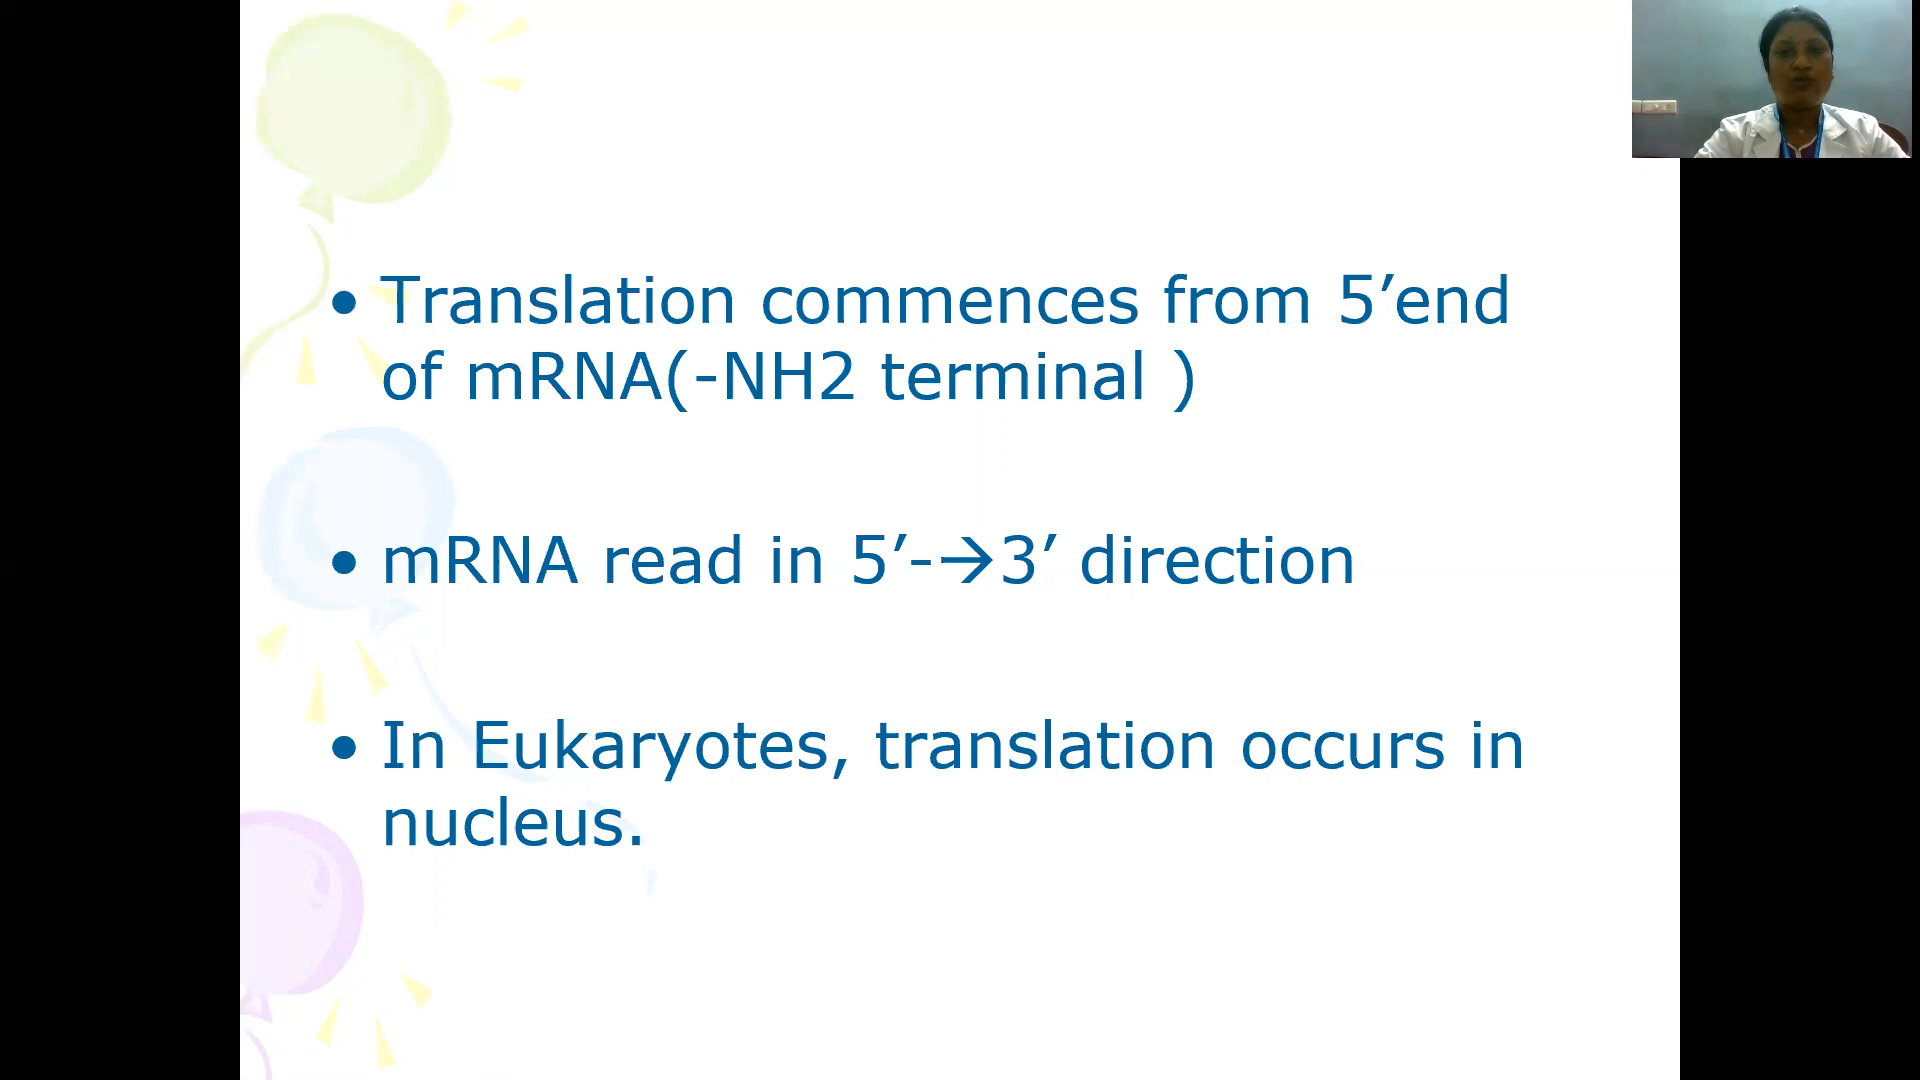 • Translation commences from 5’end
of mRNA(-NH2 terminal )
• mRNA read in 5’-→3’ direction
• In Eukaryotes, translation occurs in
nucleus.